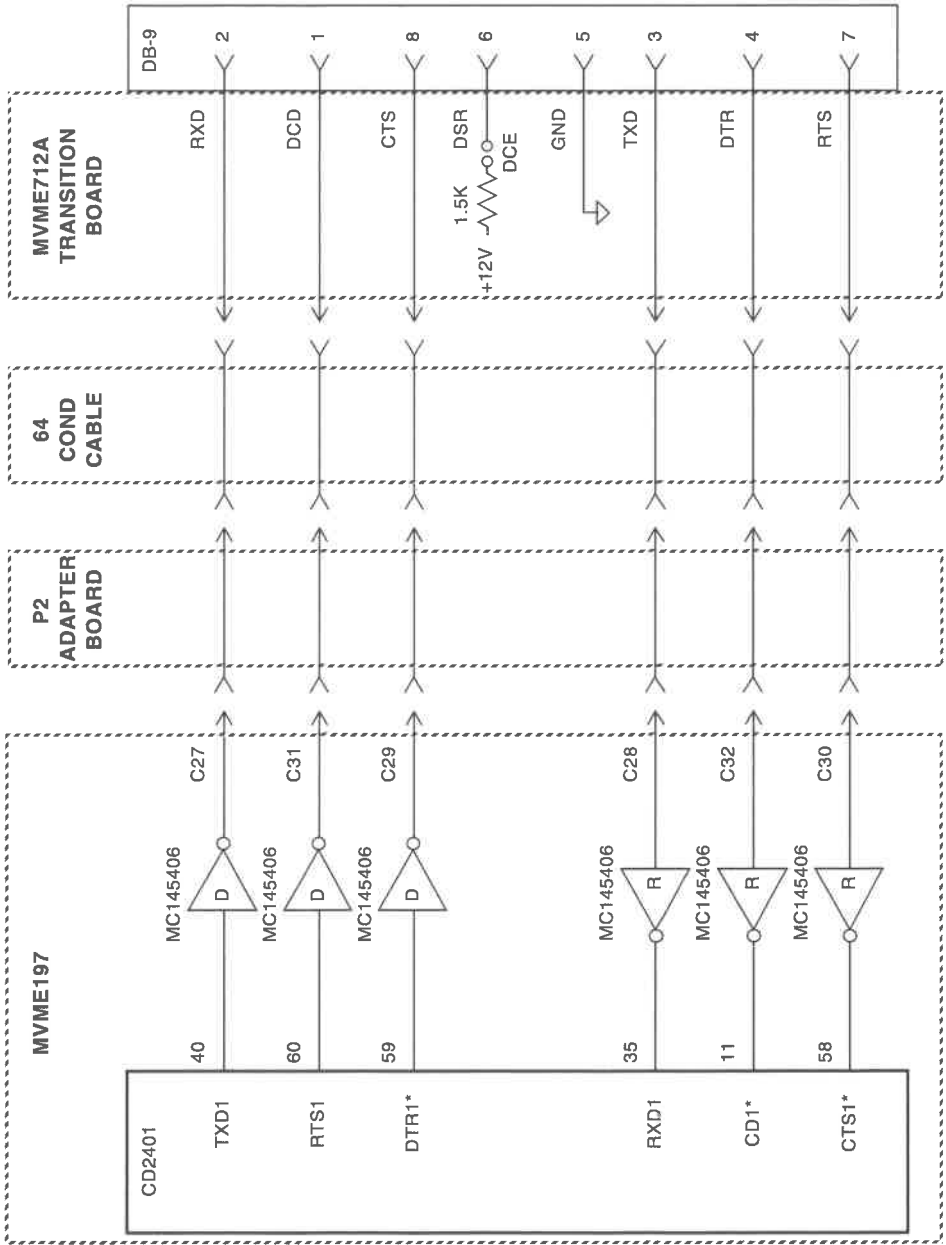 MVME197
P2
ADAPTER
BOARD
64
COND
CABLE
MVME712A
TRANSITION
BOARD
CD2401
DB-9
TXD1
40
MC145406
D
C27
RXD
2
RTS1
60
MC145406
D
C31
DCD
1
DTR1*
59
MC145406
D
C29
CTS
8
+12V
1.5K
DSR
6
DCE
GND
5
RXD1
35
MC145406
R
C28
TXD
3
CD1*
11
MC145406
R
C32
DTR
4
CTS1*
58
MC145406
R
C30
RTS
7